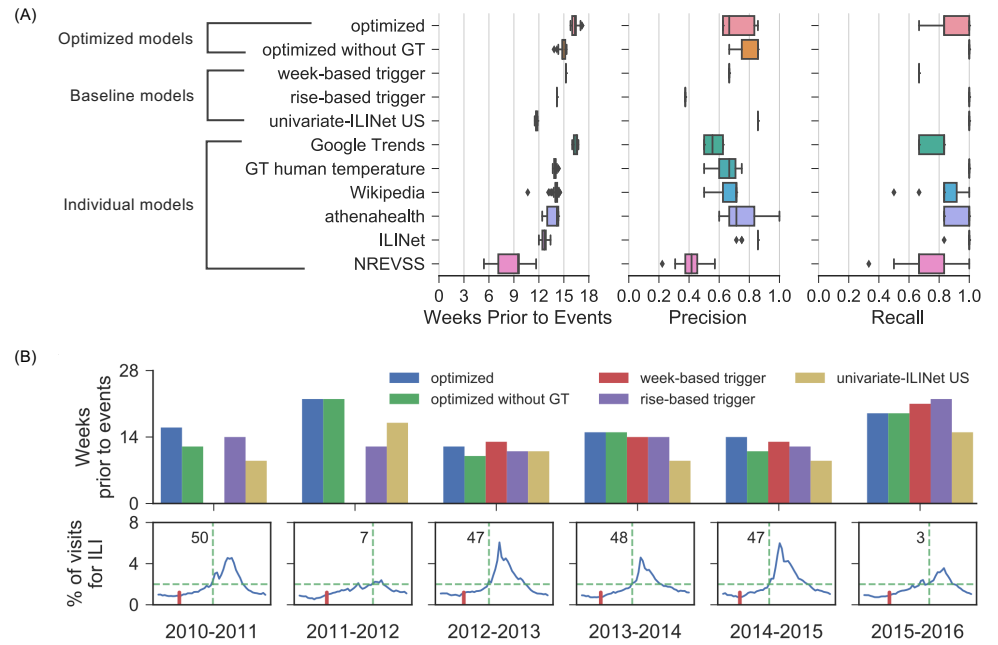 (A)
Optimized models
optimized
optimized without GT
Baseline models
week-based trigger
rise-based trigger
univariate-ILINet US
Individual models
Google Trends
GT human temperature
Wikipedia
athenahealth
ILINet
NREVSS
0 3 6 9 12 15 18
Weeks Prior to Events
0.0 0.2 0.4 0.6 0.8 1.0
Precision
0.0 0.2 0.4 0.6 0.8 1.0
Recall
(B)
Weeks
prior to events
28
14
0
optimized
optimized without GT
week-based trigger
rise-based trigger
univariate-ILINet US
% of visits
for ILI
8
4
0
50
7
47
48
47
3
2010-2011
2011-2012
2012-2013
2013-2014
2014-2015
2015-2016